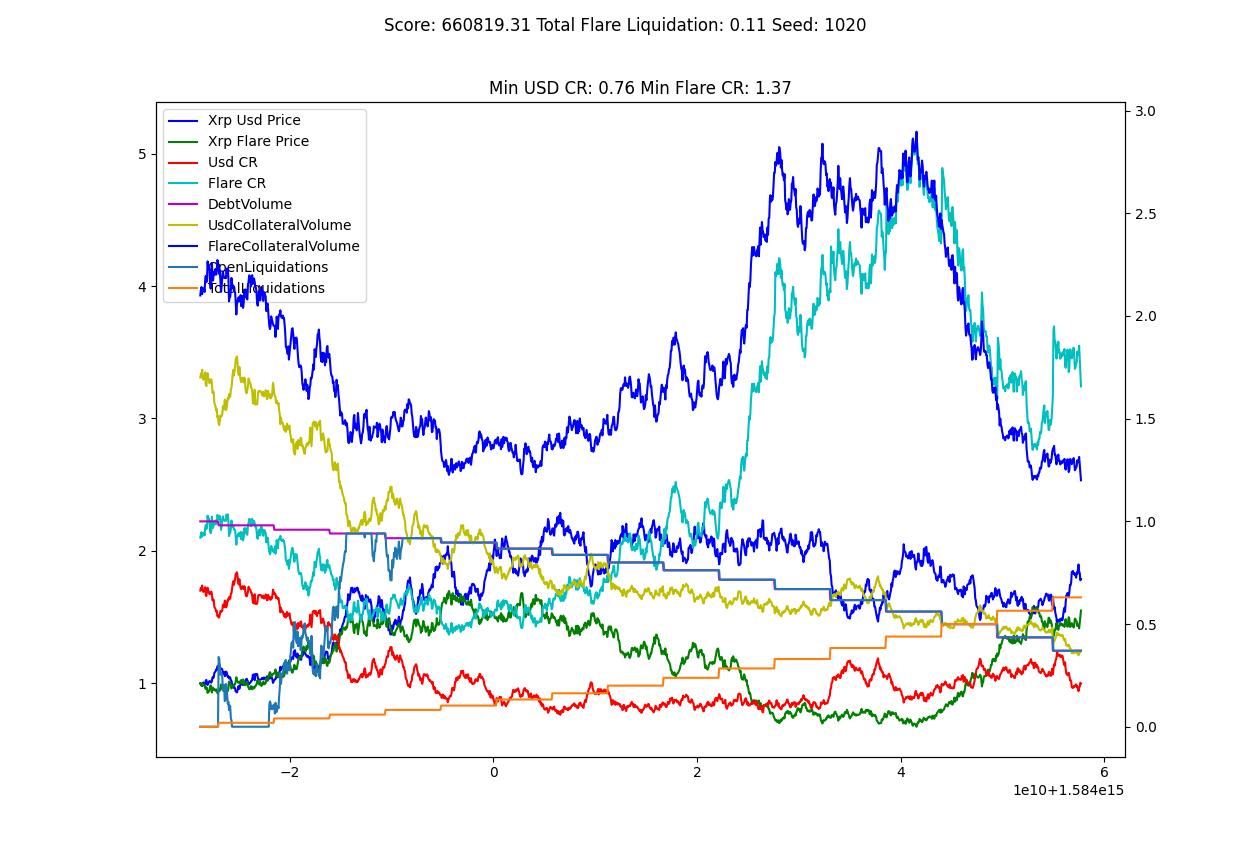 Score: 660819.31 Total Flare Liquidation: 0.11 Seed: 1020
Min USD CR: 0.76 Min Flare CR: 1.37
Xrp Usd Price
Xrp Flare Price
Usd CR
Flare CR
DebtVolume
UsdCollateralVolume
FlareCollateralVolume
OpenLiquidations
TotalLiquidations
5
4
3
2
1
3.0
2.5
2.0
1.5
1.0
0.5
0.0
−2 0 2 4 6
1e10+1.584e15